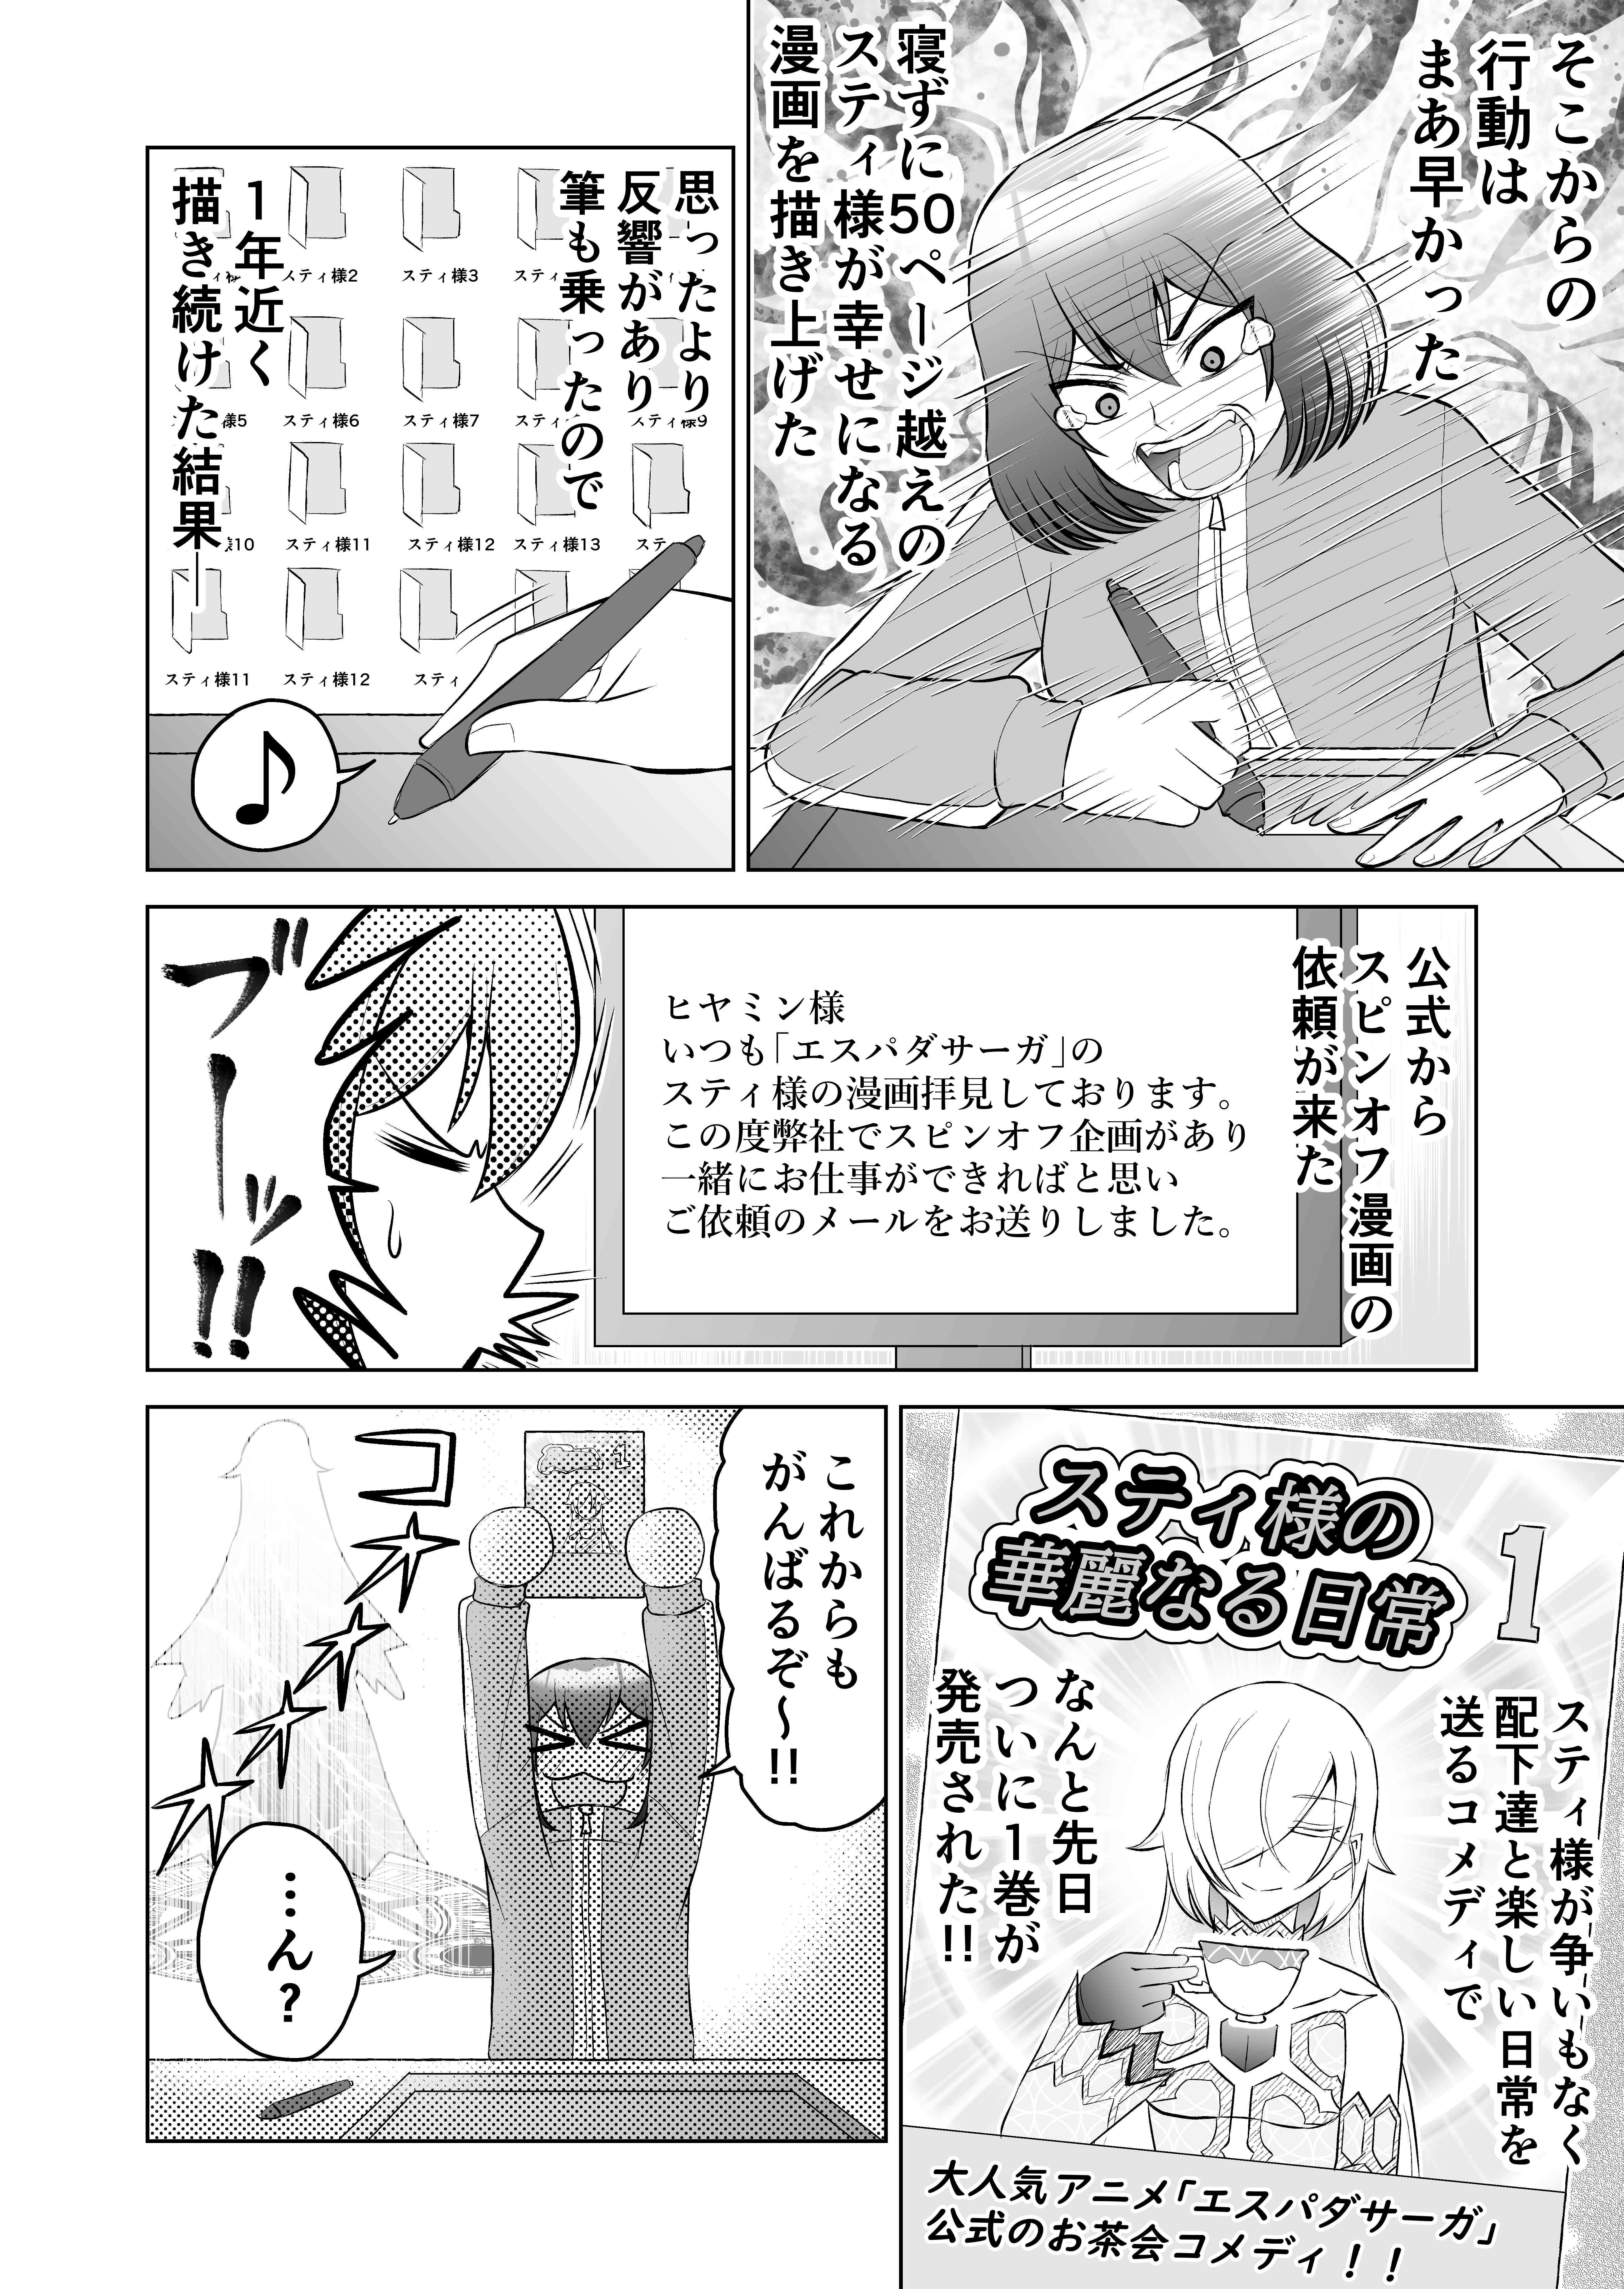 そこからの
行動は
まあ早かった
寝ずに50ページ越えの
スティ様が幸せになる
漫画を描き上げた
思ったより
反響があり
筆も乗ったので
1年近く
描き続けた結果―
スティ様2
スティ様3
スティ様6
スティ様7
スティ様9
スティ様11
スティ様12
スティ様13
スティ様11
スティ様12
スティ
♪
公式から
スピンオフ漫画の
依頼が来た
ヒヤミン様
いつも「エスパダサーガ」の
スティ様の漫画拝見しております。
この度弊社でスピンオフ企画があり
一緒にお仕事ができればと思い
ご依頼のメールをお送りしました。
ブーーッ!!
スティ様の
華麗なる日常
1
スティ様が争いもなく
配下達と楽しい日常を
送るコメディで
なんと先日
ついに1巻が
発売された!!
大人気アニメ「エスパダサーガ」
公式のお茶会コメディ！！
これからも
がんばるぞ～!!
1
コオオオオ
…ん?